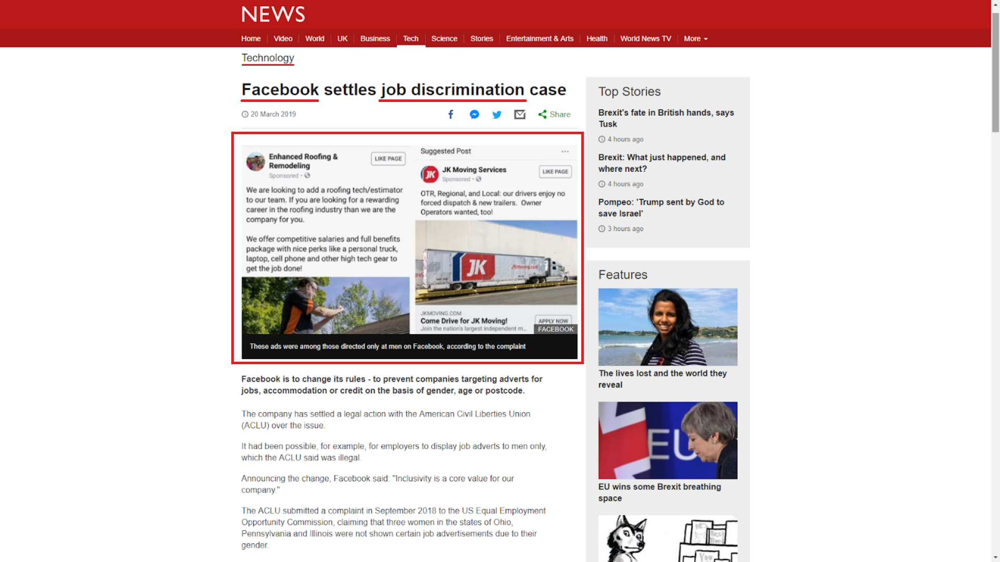 NEWS
Home
Video
World
UK
Business
Tech
Science
Stories
Entertainment & Arts
Health
World News TV
More
Technology
Facebook settles job discrimination case
20 March 2019
Share
Enhanced Roofing &
Remodeling
Sponsored
LIKE PAGE
We are looking to add a roofing tech/estimator
to our team. If you are looking for a rewarding
career in the roofing industry than we are the
company for you.
We offer competitive salaries and full benefits
package with nice perks like a personal truck,
laptop, cell phone and other high tech gear to
get the job done!
Suggested Post
JK
JK Moving Services
Sponsored
LIKE PAGE
OTR, Regional, and Local: our drivers enjoy no
forced dispatch & new trailers. Owner
Operators wanted, too!
JK
JKmoving.com
JKMOVING.COM
Come Drive for JK Moving!
Join the nation's largest independent m...
APPLY NOW
FACEBOOK
These ads were among those directed only at men on Facebook, according to the complaint
Facebook is to change its rules - to prevent companies targeting adverts for
jobs, accommodation or credit on the basis of gender, age or postcode.
The company has settled a legal action with the American Civil Liberties Union
(ACLU) over the issue.
It had been possible, for example, for employers to display job adverts to men only,
which the ACLU said was illegal.
Announcing the change, Facebook said: "Inclusivity is a core value for our
company."
The ACLU submitted a complaint in September 2018 to the US Equal Employment
Opportunity Commission, claiming that three women in the states of Ohio,
Pennsylvania and Illinois were not shown certain job advertisements due to their
gender.
Top Stories
Brexit's fate in British hands, says
Tusk
4 hours ago
Brexit: What just happened, and
where next?
4 hours ago
Pompeo: 'Trump sent by God to
save Israel'
3 hours ago
Features
The lives lost and the world they
reveal
EU
EU wins some Brexit breathing
space
Best
You